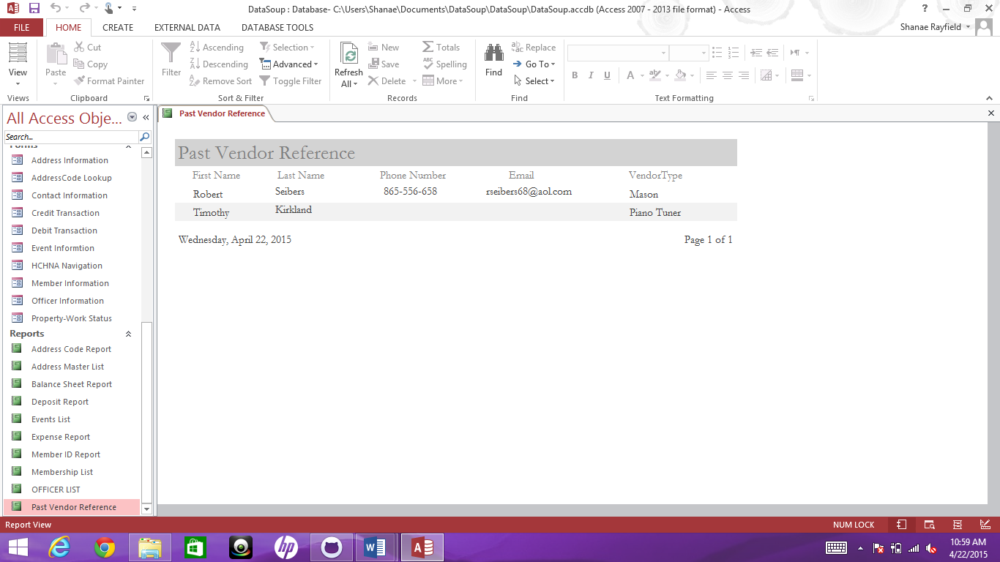 DataSoup : Database- C:\Users\Shanae\Documents\DataSoup\DataSoup\DataSoup.accdb (Access 2007 - 2013 file format) - Access
FILE HOME CREATE EXTERNAL DATA DATABASE TOOLS Shanae Rayfield
View
Views
Paste
Cut
Copy
Format Painter
Clipboard
Filter
Ascending
Descending
Remove Sort
Selection
Advanced
Toggle Filter
Sort & Filter
Refresh
All
New
Save
Delete
Totals
Spelling
More
Records
Find
Replace
Go To
Select
Find
B I U A
Text Formatting
All Access Obje...
Search...
Forms
Address Information
AddressCode Lookup
Contact Information
Credit Transaction
Debit Transaction
Event Informtion
HCHNA Navigation
Member Information
Officer Information
Property-Work Status
Reports
Address Code Report
Address Master List
Balance Sheet Report
Deposit Report
Events List
Expense Report
Member ID Report
Membership List
OFFICER LIST
Past Vendor Reference
Past Vendor Reference
Past Vendor Reference
First Name Last Name Phone Number Email VendorType
Robert Seibers 865-556-658 rseibers68@aol.com Mason
Timothy Kirkland Piano Tuner
Wednesday, April 22, 2015 Page 1 of 1
Report View NUM LOCK
10:59 AM
4/22/2015